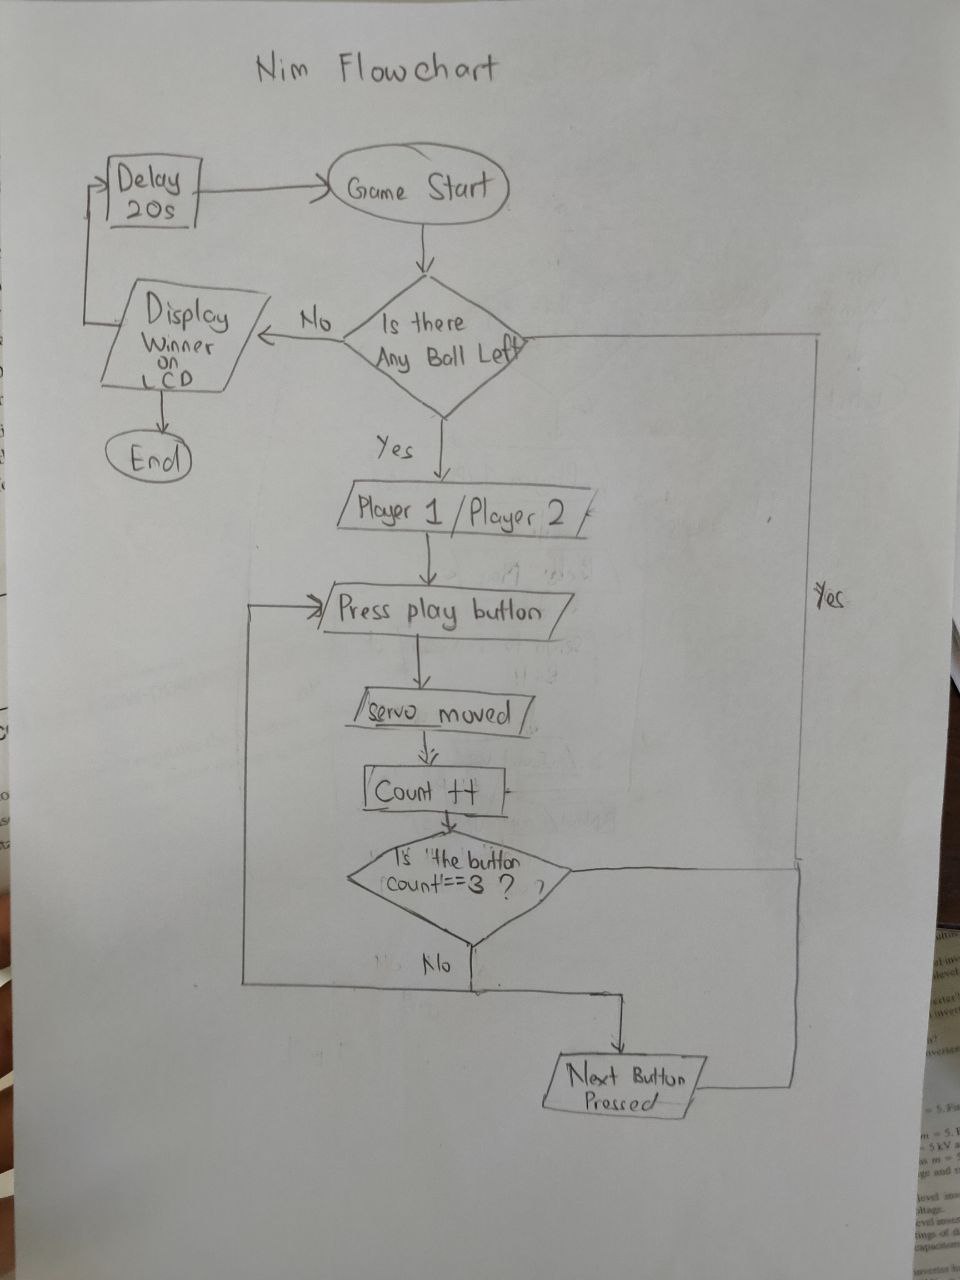 Nim Flowchart
Delay
20s
Game Start
Display
Winner
on
LCD
No
Is there
Any Ball Left
End
Yes
Player 1 / Player 2
Press play button
Yes
servo moved
Count ++
Is the button
count==3 ?
No
Next Button
Pressed